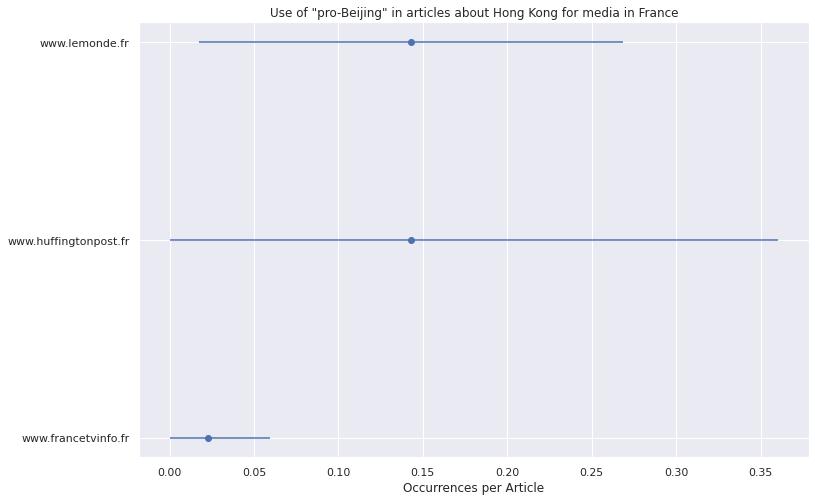 Use of "pro-Beijing" in articles about Hong Kong for media in France
www.lemonde.fr
www.huffingtonpost.fr
www.francetvinfo.fr
0.00 0.05 0.10 0.15 0.20 0.25 0.30 0.35
Occurrences per Article